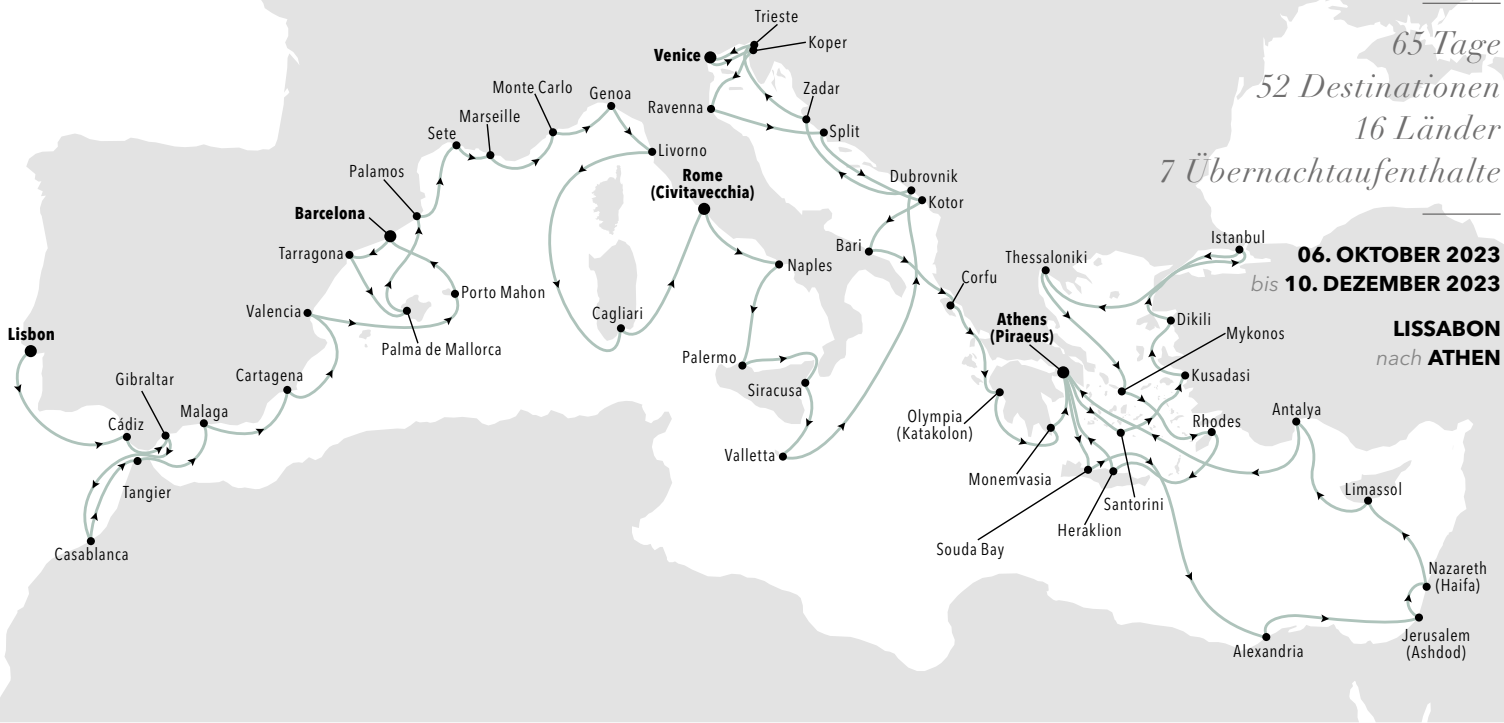 Trieste
Koper
Venice
65 Tage
52 Destinationen
16 Länder
7 Übernachtaufenthalte
Monte Carlo
Genoa
Ravenna
Zadar
Marseille
Sete
Split
Livorno
Palamos
Rome
(Civitavecchia)
Dubrovnik
Kotor
Barcelona
Tarragona
Bari
Naples
Istanbul
Thessaloniki
06. OKTOBER 2023
bis 10. DEZEMBER 2023
Corfu
Porto Mahon
Valencia
Cagliari
Athens
(Piraeus)
Dikili
Mykonos
LISSABON
nach ATHEN
Lisbon
Palma de Mallorca
Palermo
Siracusa
Kusadasi
Gibraltar
Cartagena
Malaga
Cádiz
Olympia
(Katakolon)
Rhodes
Antalya
Valletta
Monemvasia
Tangier
Santorini
Limassol
Heraklion
Souda Bay
Casablanca
Nazareth
(Haifa)
Alexandria
Jerusalem
(Ashdod)